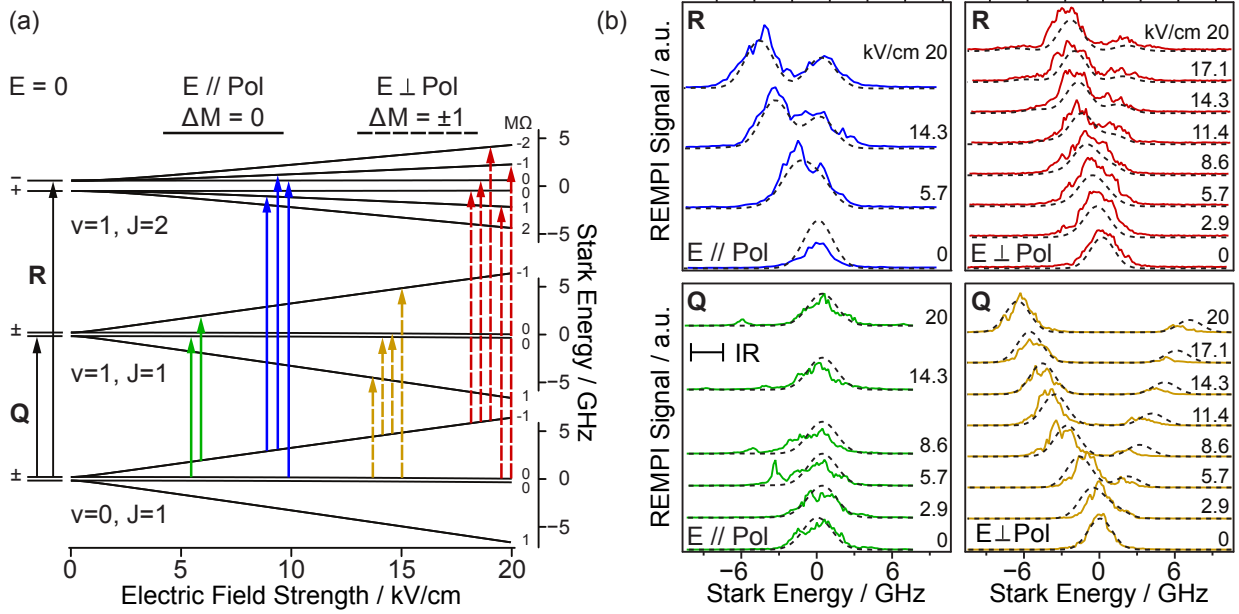 (a)
E = 0
E // Pol
ΔM = 0
E ⊥ Pol
ΔM = ±1
MΩ
-2
-1
0
0
1
2
5
0
−5
−
+
v=1, J=2
R
±
v=1, J=1
-1
0
0
1
5
0
−5
Stark Energy / GHz
Q
±
v=0, J=1
-1
0
0
1
5
0
−5
0
5
10
15
20
Electric Field Strength / kV/cm
(b)
REMPI Signal / a.u.
R
kV/cm 20
14.3
5.7
0
E // Pol
R
kV/cm 20
17.1
14.3
11.4
8.6
5.7
2.9
0
E ⊥ Pol
REMPI Signal / a.u.
Q
IR
20
14.3
8.6
5.7
2.9
0
E // Pol
−6
0
6
Stark Energy / GHz
Q
20
17.1
14.3
11.4
8.6
5.7
2.9
0
E ⊥ Pol
−6
0
6
Stark Energy / GHz